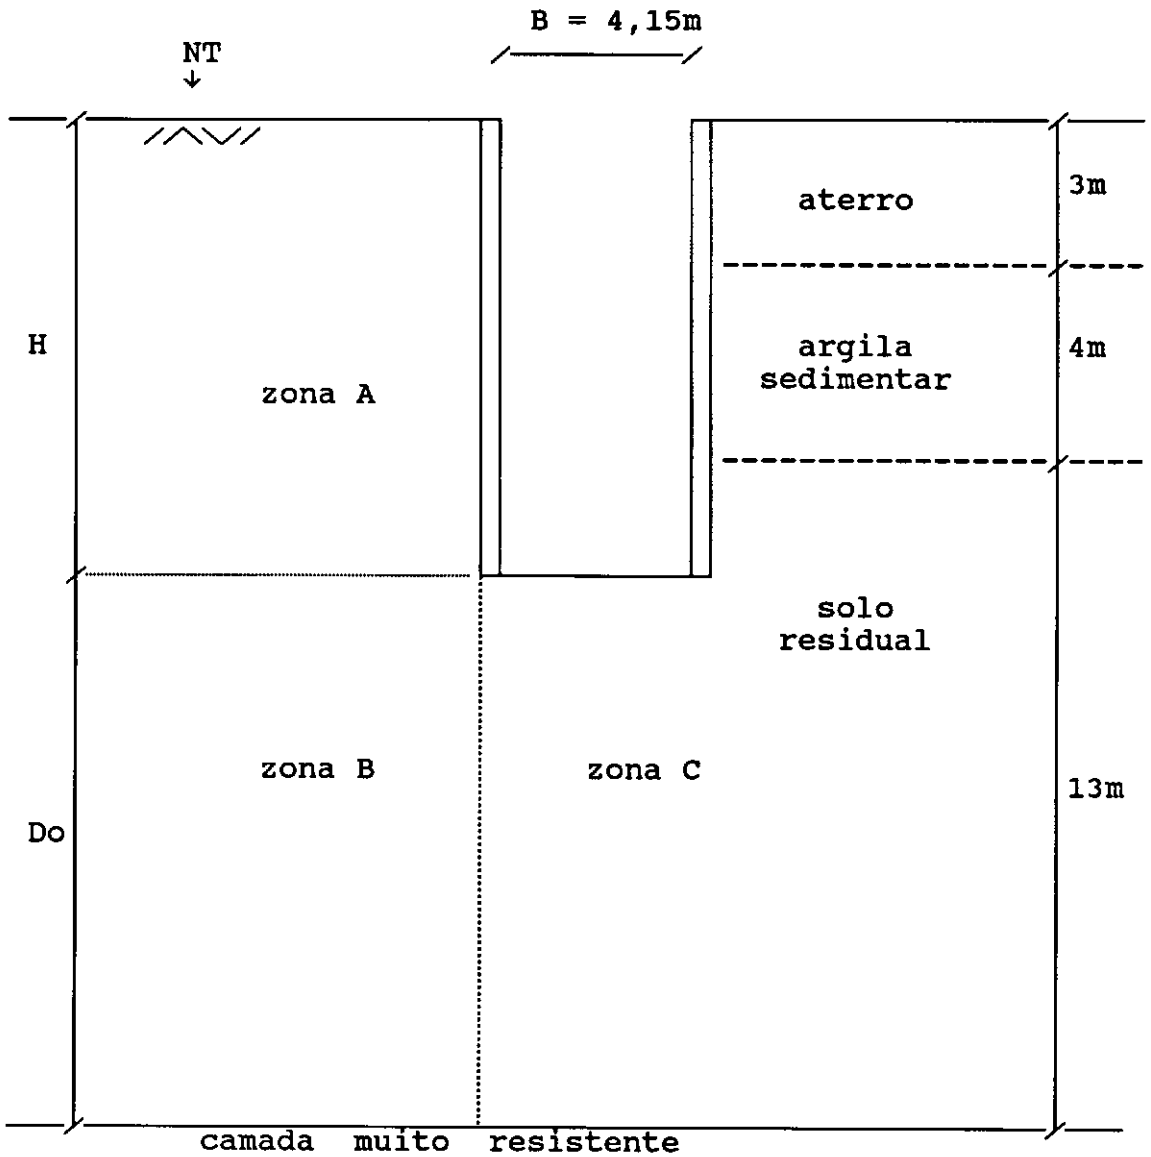 B = 4,15m
NT
aterro
3m
H
argila
sedimentar
4m
zona A
solo
residual
zona B
zona C
13m
Do
camada muito resistente